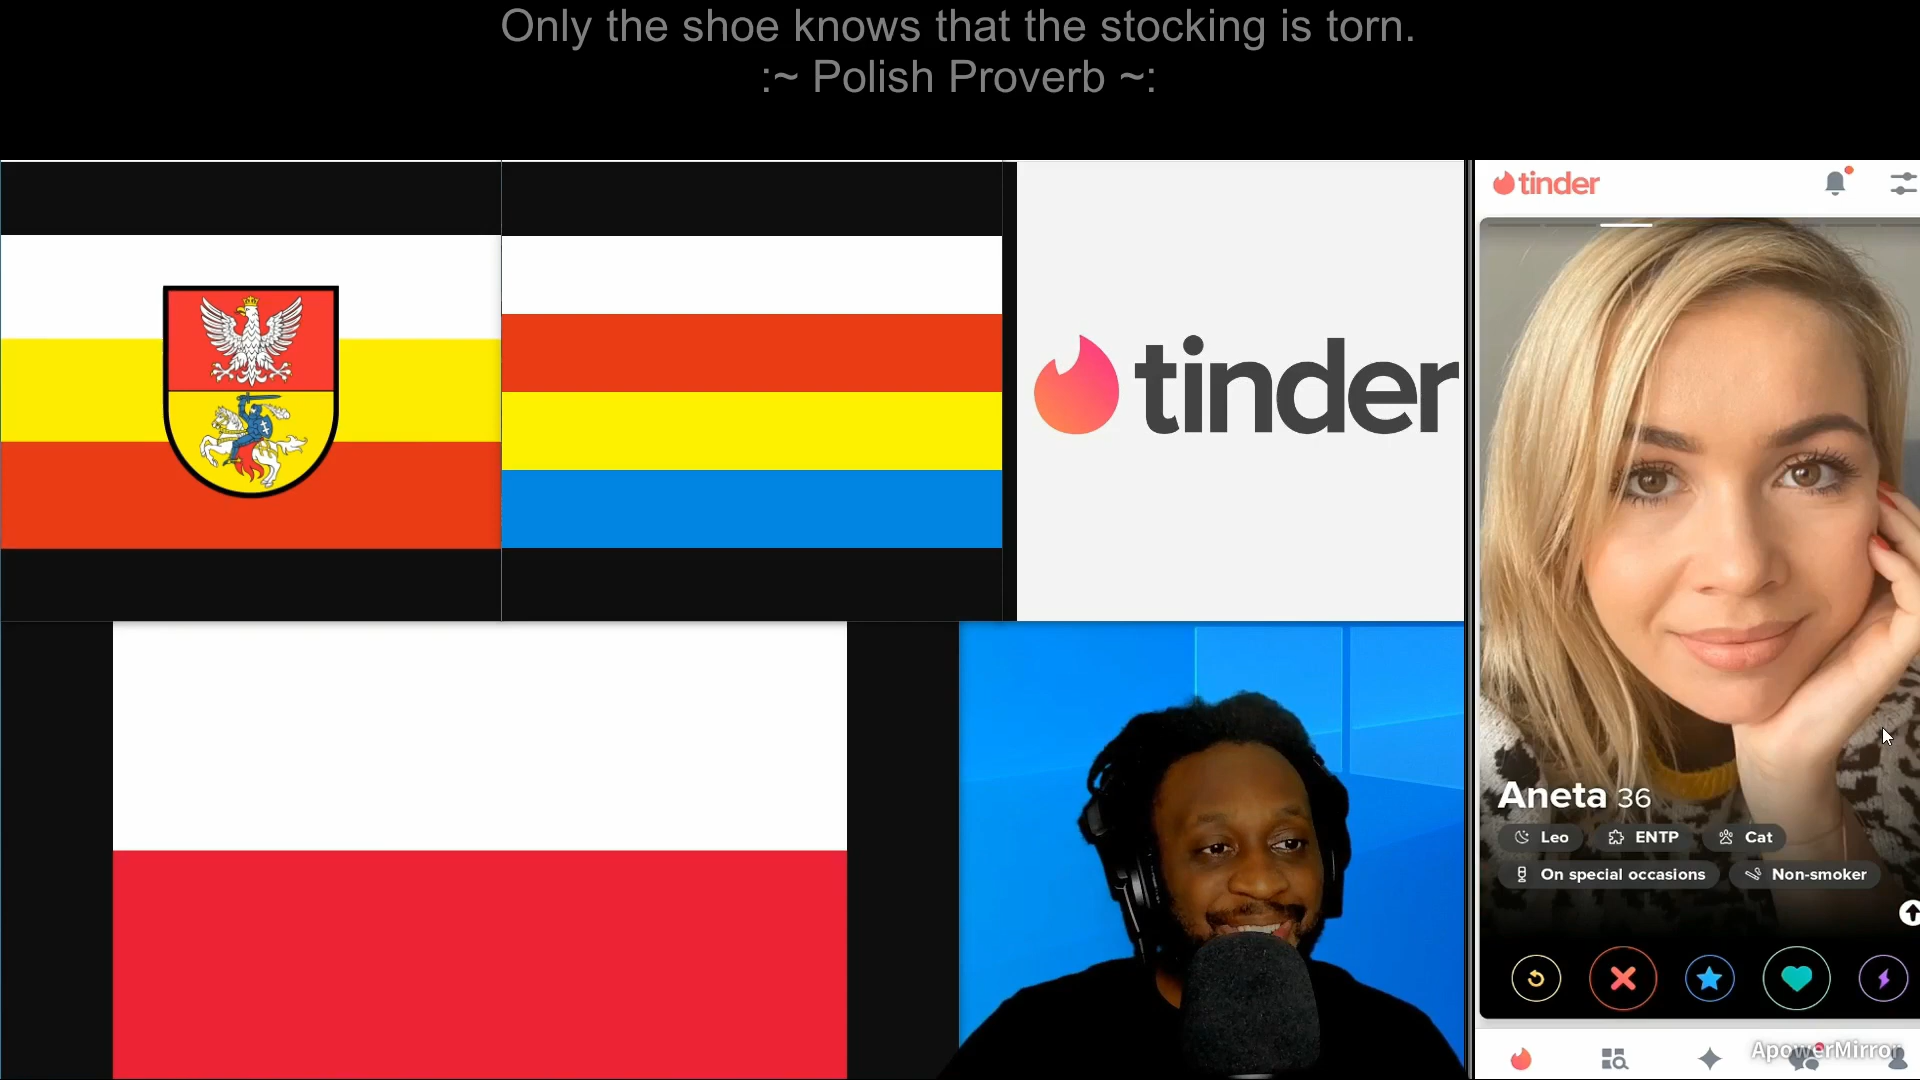 Only the shoe knows that the stocking is torn.
:~ Polish Proverb ~:
tinder
tinder
Aneta 36
Leo
ENTP
Cat
On special occasions
Non-smoker
ApowerMirror